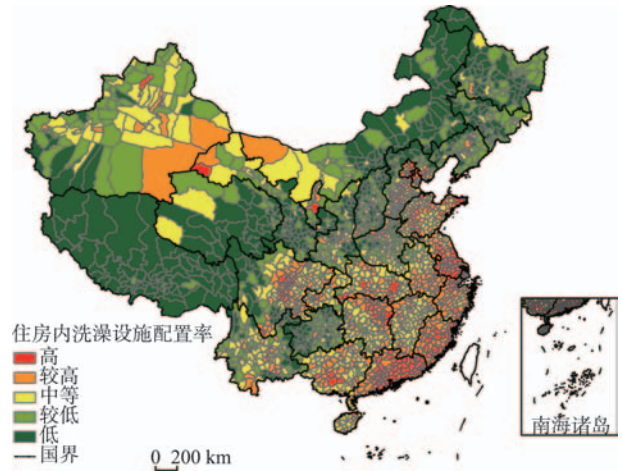 住房内洗澡设施配置率
高
较高
中等
较低
低
国界
0 200 km
南海诸岛